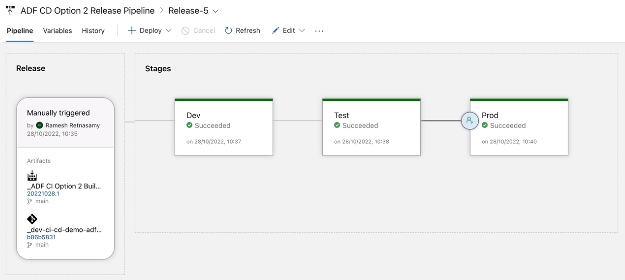 ADF CD Option 2 Release Pipeline > Release-5
Pipeline Variables History + Deploy Cancel Refresh Edit ...
Release
Stages
Manually triggered
by Ramesh Retnasamy
28/10/2022, 10:35
Artifacts
_ADF CI Option 2 Buil...
20221028.1
main
_dev-ci-cd-demo-adf...
b86b5831
main
Dev
Succeeded
on 28/10/2022, 10:37
Test
Succeeded
on 28/10/2022, 10:38
Prod
Succeeded
on 28/10/2022, 10:40